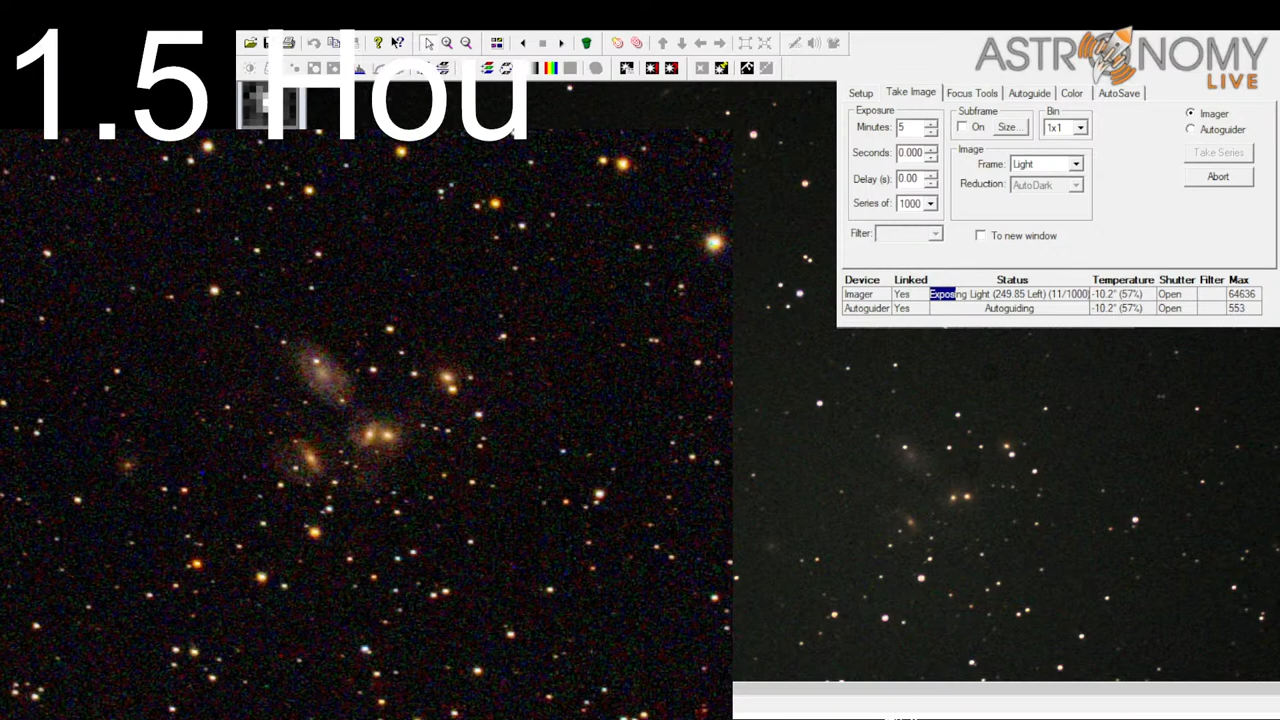 1.5 Hou
ASTRONOMY
LIVE
Setup Take Image Focus Tools Autoguide Color AutoSave
Exposure Subframe Bin
Minutes: 5 On Size... 1x1
Imager
Autoguider
Seconds: 0.000 Image
Frame: Light Take Series
Delay (s): 0.00 Reduction: AutoDark Abort
Series of: 1000
Filter: To new window
Device Linked Status Temperature Shutter Filter Max
Imager Yes Exposing Light (249.85 Left) (11/1000) -10.2° (57%) Open 64636
Autoguider Yes Autoguiding -10.2° (57%) Open 553